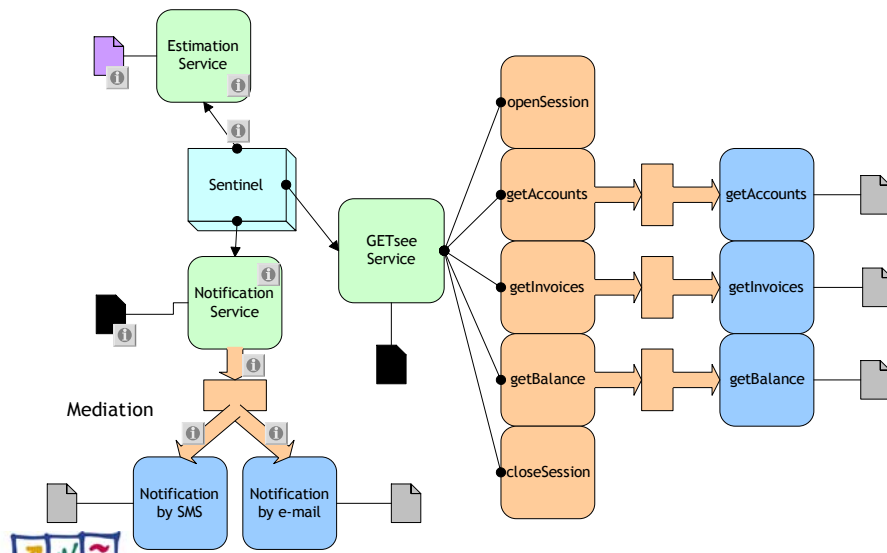 Estimation
Service
Sentinel
Notification
Service
Mediation
Notification
by SMS
Notification
by e-mail
GETsee
Service
openSession
getAccounts
getInvoices
getBalance
closeSession
getAccounts
getInvoices
getBalance